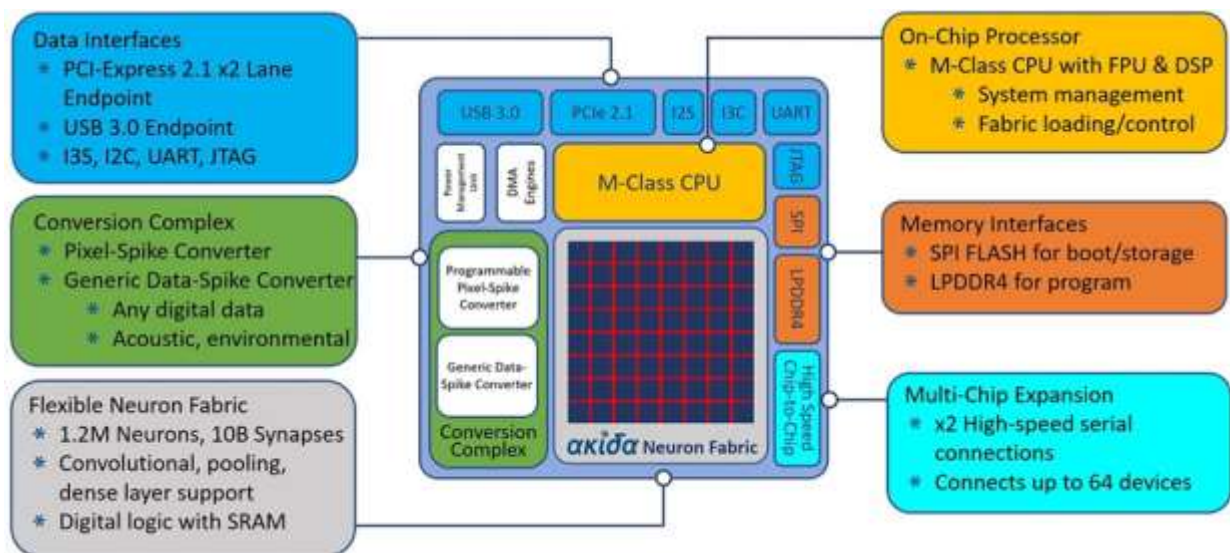 Data Interfaces
* PCI-Express 2.1 x2 Lane
Endpoint
* USB 3.0 Endpoint
* I3S, I2C, UART, JTAG
Conversion Complex
* Pixel-Spike Converter
* Generic Data-Spike Converter
* Any digital data
* Acoustic, environmental
Flexible Neuron Fabric
* 1.2M Neurons, 10B Synapses
* Convolutional, pooling,
dense layer support
* Digital logic with SRAM
USB 3.0
PCIe 2.1
I2S
I3C
UART
Power
Management
Unit
DMA
Engines
M-Class CPU
JTAG
SPI
LPDDR4
High Speed
Chip-to-Chip
Programmable
Pixel-Spike
Converter
Generic Data-
Spike Converter
Conversion
Complex
ακίδα Neuron Fabric
On-Chip Processor
* M-Class CPU with FPU & DSP
* System management
* Fabric loading/control
Memory Interfaces
* SPI FLASH for boot/storage
* LPDDR4 for program
Multi-Chip Expansion
* x2 High-speed serial
connections
* Connects up to 64 devices